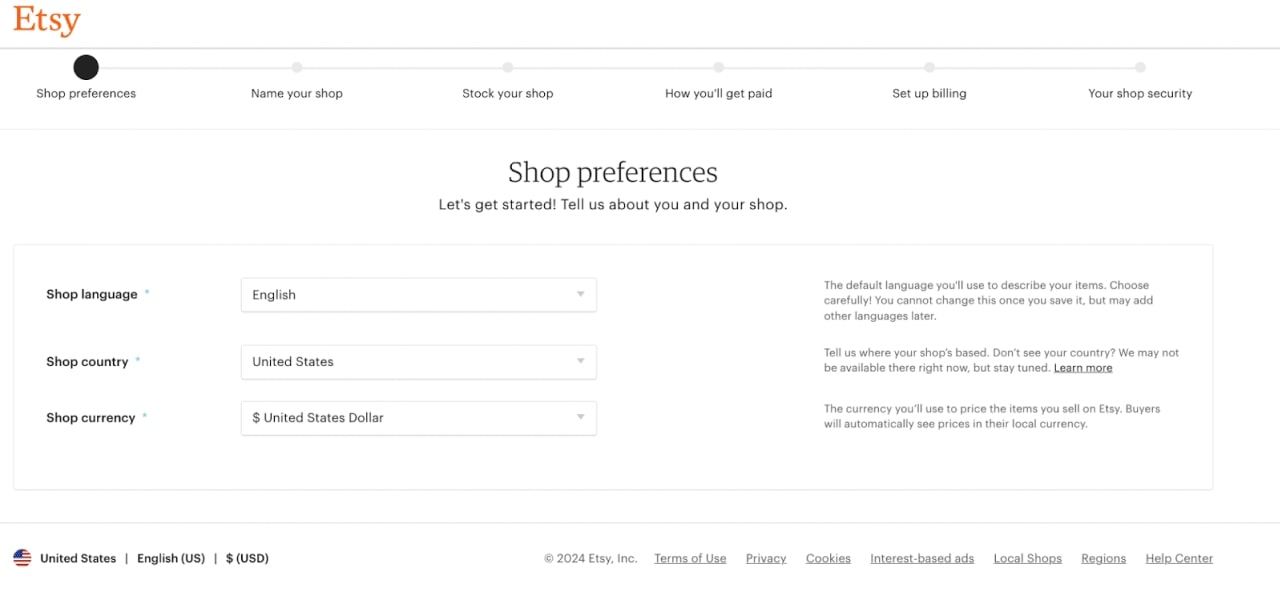 Etsy
Shop preferences
Name your shop
Stock your shop
How you'll get paid
Set up billing
Your shop security
Shop preferences
Let's get started! Tell us about you and your shop.
Shop language *
English
The default language you'll use to describe your items. Choose
carefully! You cannot change this once you save it, but may add
other languages later.
Shop country *
United States
Tell us where your shop's based. Don't see your country? We may not
be available there right now, but stay tuned. Learn more
Shop currency *
$ United States Dollar
The currency you'll use to price the items you sell on Etsy. Buyers
will automatically see prices in their local currency.
United States | English (US) | $ (USD)
© 2024 Etsy, Inc. Terms of Use Privacy Cookies Interest-based ads Local Shops Regions Help Center